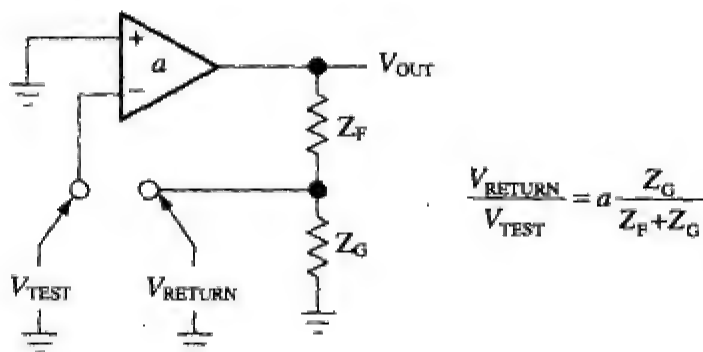 +
a
−
V_OUT
Z_F
Z_G
V_TEST
V_RETURN
V_RETURN / V_TEST = a Z_G / (Z_F + Z_G)